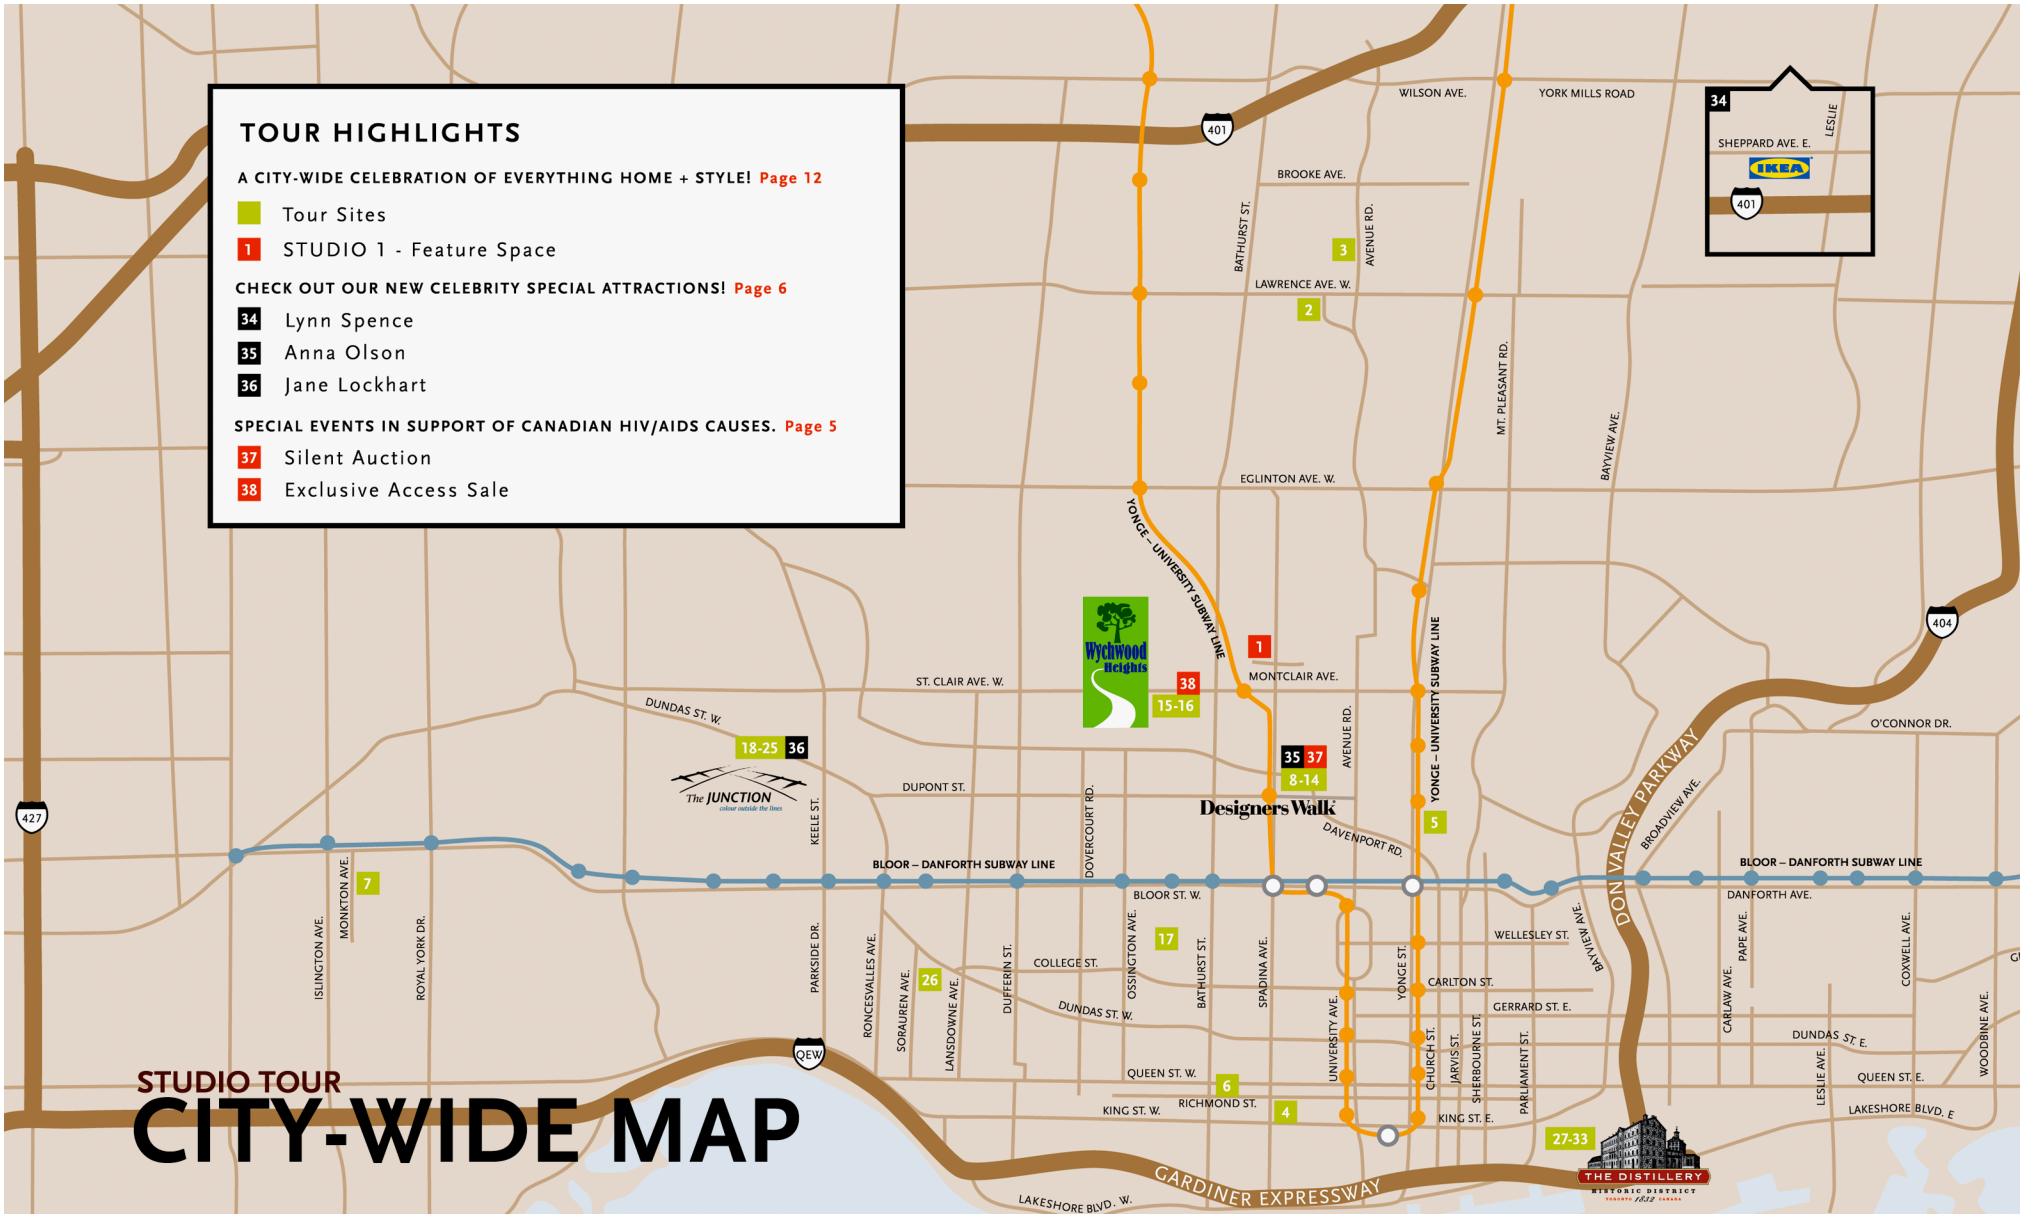 TOUR HIGHLIGHTS
A CITY-WIDE CELEBRATION OF EVERYTHING HOME + STYLE! Page 12
Tour Sites
1 STUDIO 1 - Feature Space
CHECK OUT OUR NEW CELEBRITY SPECIAL ATTRACTIONS! Page 6
34 Lynn Spence
35 Anna Olson
36 Jane Lockhart
SPECIAL EVENTS IN SUPPORT OF CANADIAN HIV/AIDS CAUSES. Page 5
37 Silent Auction
38 Exclusive Access Sale
WILSON AVE.
YORK MILLS ROAD
401
34
LESLIE
SHEPPARD AVE. E.
IKEA
401
BROOKE AVE.
BATHURST ST.
AVENUE RD.
3
LAWRENCE AVE. W.
2
MT. PLEASANT RD.
BAYVIEW AVE.
EGLINTON AVE. W.
YONGE – UNIVERSITY SUBWAY LINE
YONGE – UNIVERSITY SUBWAY LINE
404
Wychwood
Heights
1
MONTCLAIR AVE.
ST. CLAIR AVE. W.
38
15-16
DUNDAS ST. W.
18-25 36
The JUNCTION
colour outside the lines
KEELE ST.
DUPONT ST.
DOVERCOURT RD.
35 37
8-14
Designers Walk
AVENUE RD.
DAVENPORT RD.
5
O'CONNOR DR.
DON VALLEY PARKWAY
BROADVIEW AVE.
427
BLOOR – DANFORTH SUBWAY LINE
BLOOR – DANFORTH SUBWAY LINE
BLOOR ST. W.
DANFORTH AVE.
7
MONKTON AVE.
ISLINGTON AVE.
ROYAL YORK DR.
PARKSIDE DR.
RONCESVALLES AVE.
SORAUREN AVE.
26
LANSDOWNE AVE.
DUFFERIN ST.
COLLEGE ST.
DUNDAS ST. W.
OSSINGTON AVE.
17
BATHURST ST.
SPADINA AVE.
UNIVERSITY AVE.
YONGE ST.
CHURCH ST.
JARVIS ST.
SHERBOURNE ST.
PARLIAMENT ST.
WELLESLEY ST.
CARLTON ST.
GERRARD ST. E.
BAYVIEW AVE.
PAPE AVE.
CARLAW AVE.
COXWELL AVE.
WOODBINE AVE.
DUNDAS ST. E.
LESLIE AVE.
QUEEN ST. E.
LAKESHORE BLVD. E
G
QEW
QUEEN ST. W.
6
RICHMOND ST.
4
KING ST. W.
KING ST. E.
27-33
THE DISTILLERY
HISTORIC DISTRICT
TORONTO 1832 CANADA
GARDINER EXPRESSWAY
LAKESHORE BLVD. W.
STUDIO TOUR
CITY-WIDE MAP